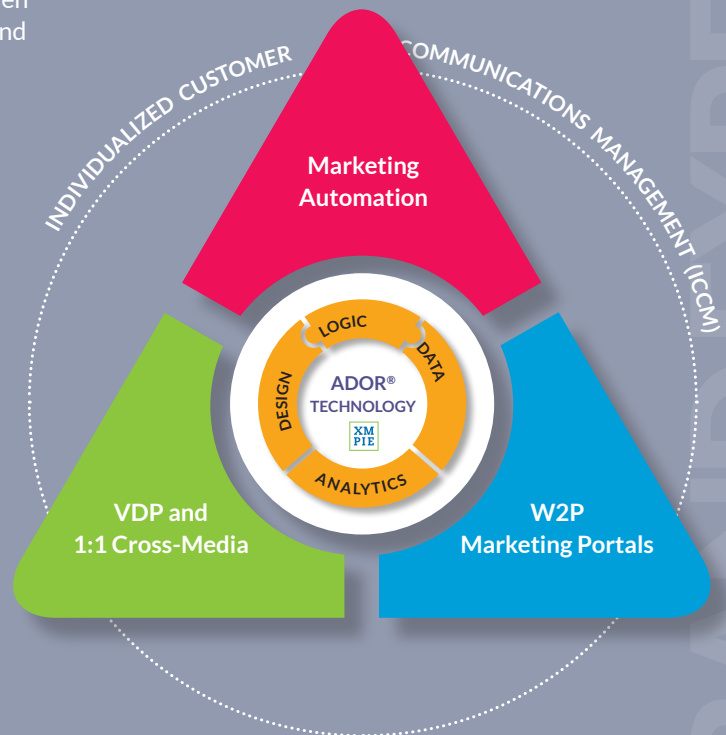 INDIVIDUALIZED CUSTOMER COMMUNICATIONS MANAGEMENT (ICCM)
Marketing
Automation
LOGIC
DATA
DESIGN
ADOR®
TECHNOLOGY
XM
PIE
ANALYTICS
VDP and
1:1 Cross-Media
W2P
Marketing Portals